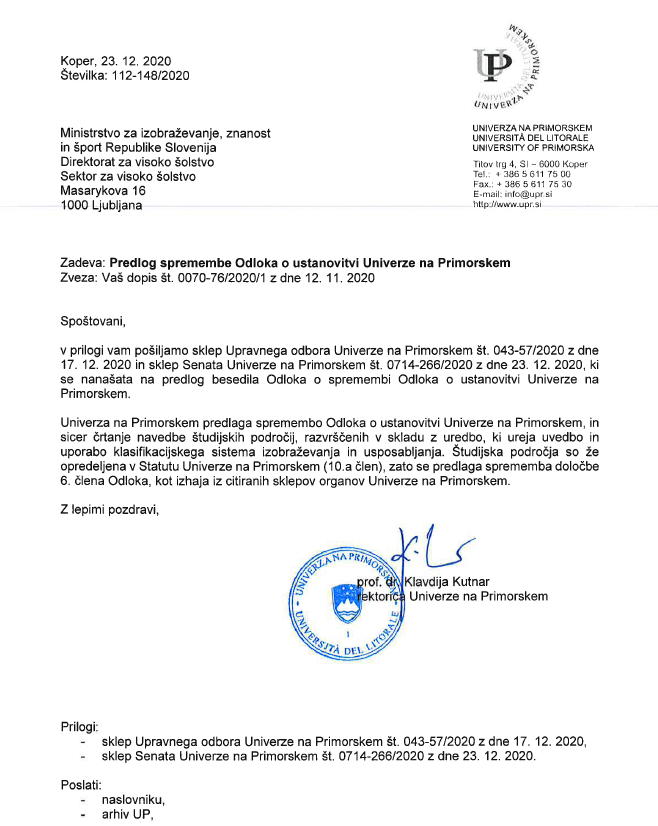 Koper, 23. 12. 2020
Številka: 112-148/2020
UP
UNIVERZA NA PRIMORSKEM
UNIVERSITÀ DEL LITORALE
UNIVERZA NA PRIMORSKEM
UNIVERSITÀ DEL LITORALE
UNIVERSITY OF PRIMORSKA
Titov trg 4, SI – 6000 Koper
Tel.: + 386 5 611 75 00
Fax.: + 386 5 611 75 30
E-mail: info@upr.si
http://www.upr.si
Ministrstvo za izobraževanje, znanost
in šport Republike Slovenija
Direktorat za visoko šolstvo
Sektor za visoko šolstvo
Masarykova 16
1000 Ljubljana
Zadeva: Predlog spremembe Odloka o ustanovitvi Univerze na Primorskem
Zveza: Vaš dopis št. 0070-76/2020/1 z dne 12. 11. 2020
Spoštovani,
v prilogi vam pošiljamo sklep Upravnega odbora Univerze na Primorskem št. 043-57/2020 z dne
17. 12. 2020 in sklep Senata Univerze na Primorskem št. 0714-266/2020 z dne 23. 12. 2020, ki
se nanašata na predlog besedila Odloka o spremembi Odloka o ustanovitvi Univerze na
Primorskem.
Univerza na Primorskem predlaga spremembo Odloka o ustanovitvi Univerze na Primorskem, in
sicer črtanje navedbe študijskih področij, razvrščenih v skladu z uredbo, ki ureja uvedbo in
uporabo klasifikacijskega sistema izobraževanja in usposabljanja. Študijska področja so že
opredeljena v Statutu Univerze na Primorskem (10.a člen), zato se predlaga sprememba določbe
6. člena Odloka, kot izhaja iz citiranih sklepov organov Univerze na Primorskem.
Z lepimi pozdravi,
prof. dr. Klavdija Kutnar
rektorica Univerze na Primorskem
UNIVERZA NA PRIMORSKEM
UNIVERSITÀ DEL LITORALE
1
Prilogi:
- sklep Upravnega odbora Univerze na Primorskem št. 043-57/2020 z dne 17. 12. 2020,
- sklep Senata Univerze na Primorskem št. 0714-266/2020 z dne 23. 12. 2020.
Poslati:
- naslovniku,
- arhiv UP,